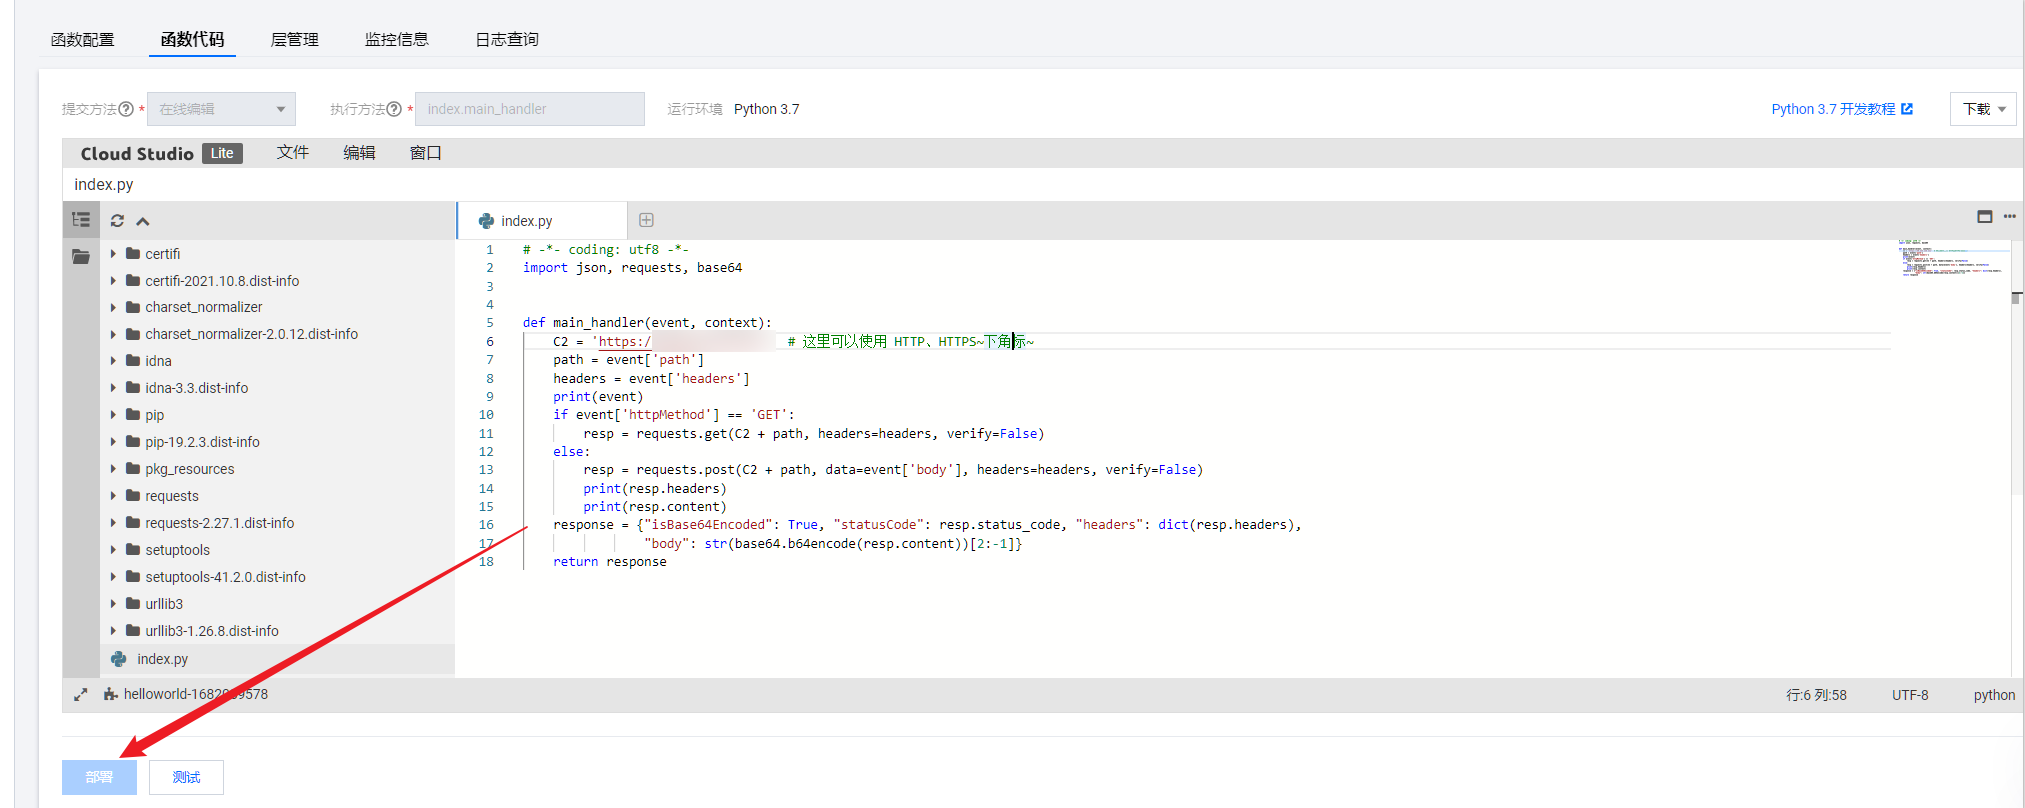 函数配置 函数代码 层管理 监控信息 日志查询
提交方法 * 在线编辑 执行方法 * index.main_handler 运行环境 Python 3.7 Python 3.7 开发教程 下载
Cloud Studio Lite 文件 编辑 窗口
index.py
index.py
certifi
certifi-2021.10.8.dist-info
charset_normalizer
charset_normalizer-2.0.12.dist-info
idna
idna-3.3.dist-info
pip
pip-19.2.3.dist-info
pkg_resources
requests
requests-2.27.1.dist-info
setuptools
setuptools-41.2.0.dist-info
urllib3
urllib3-1.26.8.dist-info
index.py
1 # -*- coding: utf8 -*-
2 import json, requests, base64
3
4
5 def main_handler(event, context):
6 C2 = 'https:/ # 这里可以使用 HTTP、HTTPS~下角标~
7 path = event['path']
8 headers = event['headers']
9 print(event)
10 if event['httpMethod'] == 'GET':
11 resp = requests.get(C2 + path, headers=headers, verify=False)
12 else:
13 resp = requests.post(C2 + path, data=event['body'], headers=headers, verify=False)
14 print(resp.headers)
15 print(resp.content)
16 response = {"isBase64Encoded": True, "statusCode": resp.status_code, "headers": dict(resp.headers),
17 "body": str(base64.b64encode(resp.content))[2:-1]}
18 return response
行:6 列:58 UTF-8 python
部署 测试